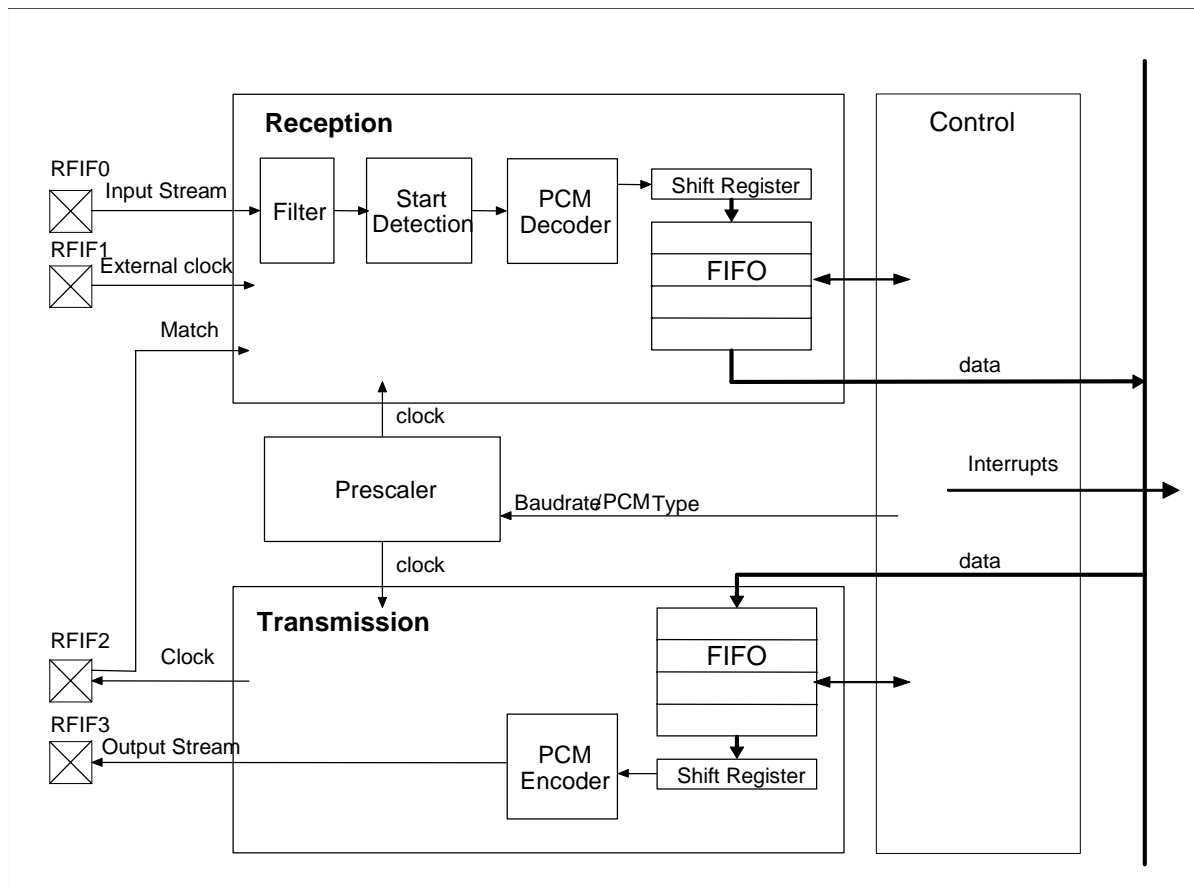 Reception
Control
RFIF0
Input Stream
Filter
Start
Detection
PCM
Decoder
Shift Register
RFIF1
External clock
FIFO
Match
data
clock
Prescaler
Interrupts
Baudrate/PCM Type
clock
data
Transmission
RFIF2
Clock
FIFO
RFIF3
Output Stream
PCM
Encoder
Shift Register